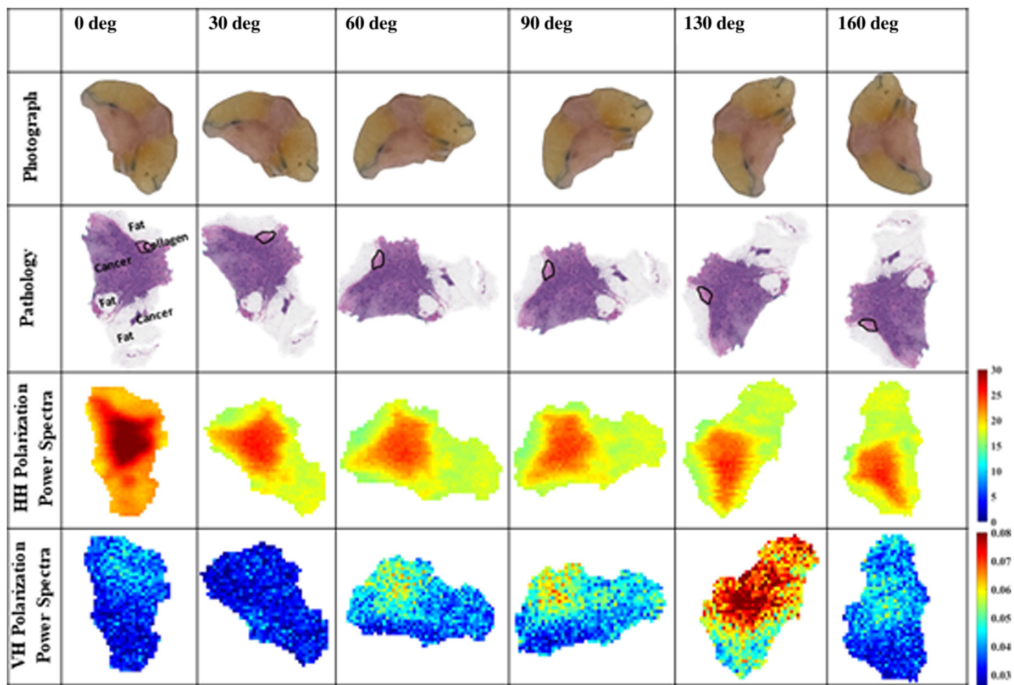 0 deg
30 deg
60 deg
90 deg
130 deg
160 deg
Photograph
Pathology
Fat
Collagen
Cancer
Fat
Cancer
Fat
HH Polarization
Power Spectra
30
25
20
15
10
5
0
VH Polarization
Power Spectra
0.08
0.07
0.06
0.05
0.04
0.03